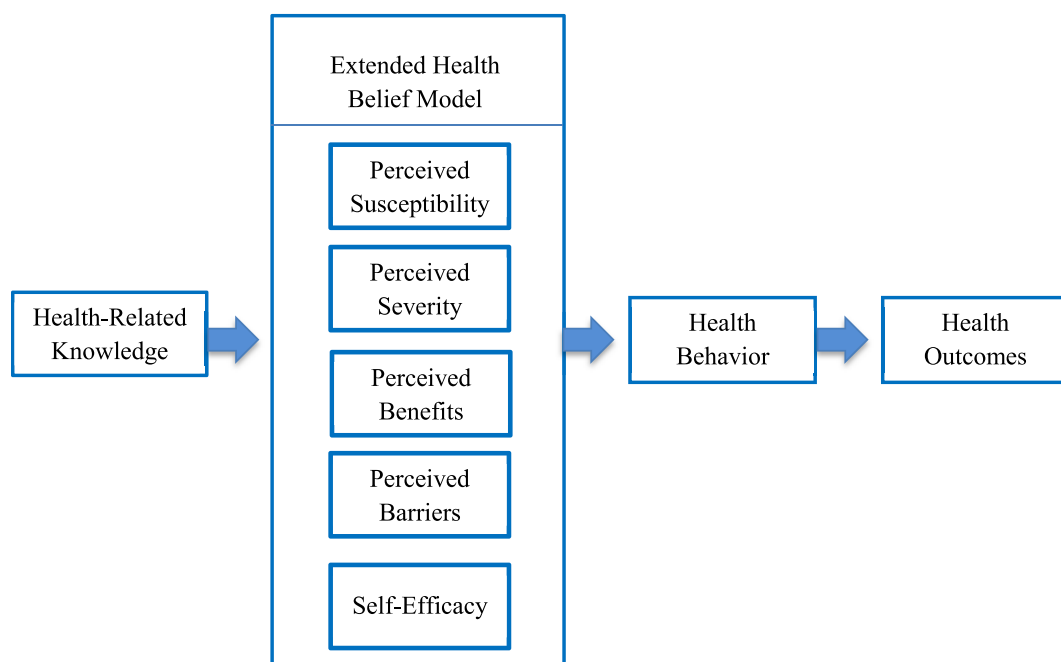 Extended Health
Belief Model
Perceived
Susceptibility
Perceived
Severity
Health-Related
Knowledge
Health
Behavior
Health
Outcomes
Perceived
Benefits
Perceived
Barriers
Self-Efficacy